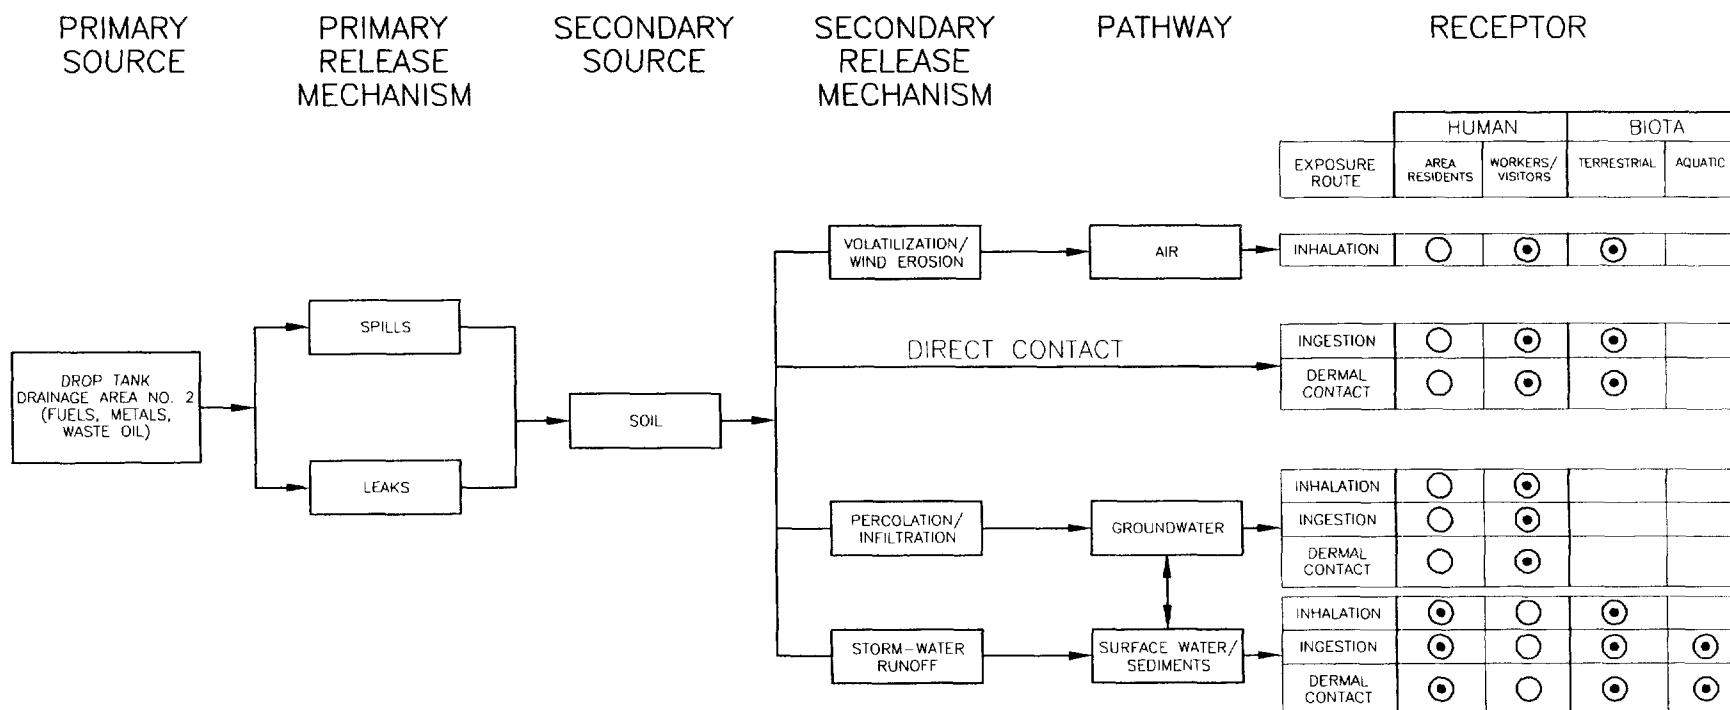 PRIMARY
SOURCE
PRIMARY
RELEASE
MECHANISM
SECONDARY
SOURCE
SECONDARY
RELEASE
MECHANISM
PATHWAY
RECEPTOR
HUMAN
BIOTA
EXPOSURE
ROUTE
AREA
RESIDENTS
WORKERS/
VISITORS
TERRESTRIAL
AQUATIC
VOLATILIZATION/
WIND EROSION
AIR
INHALATION
SPILLS
DIRECT CONTACT
INGESTION
DERMAL
CONTACT
DROP TANK
DRAINAGE AREA NO. 2
(FUELS, METALS,
WASTE OIL)
SOIL
LEAKS
PERCOLATION/
INFILTRATION
GROUNDWATER
INHALATION
INGESTION
DERMAL
CONTACT
STORM-WATER
RUNOFF
SURFACE WATER/
SEDIMENTS
INHALATION
INGESTION
DERMAL
CONTACT